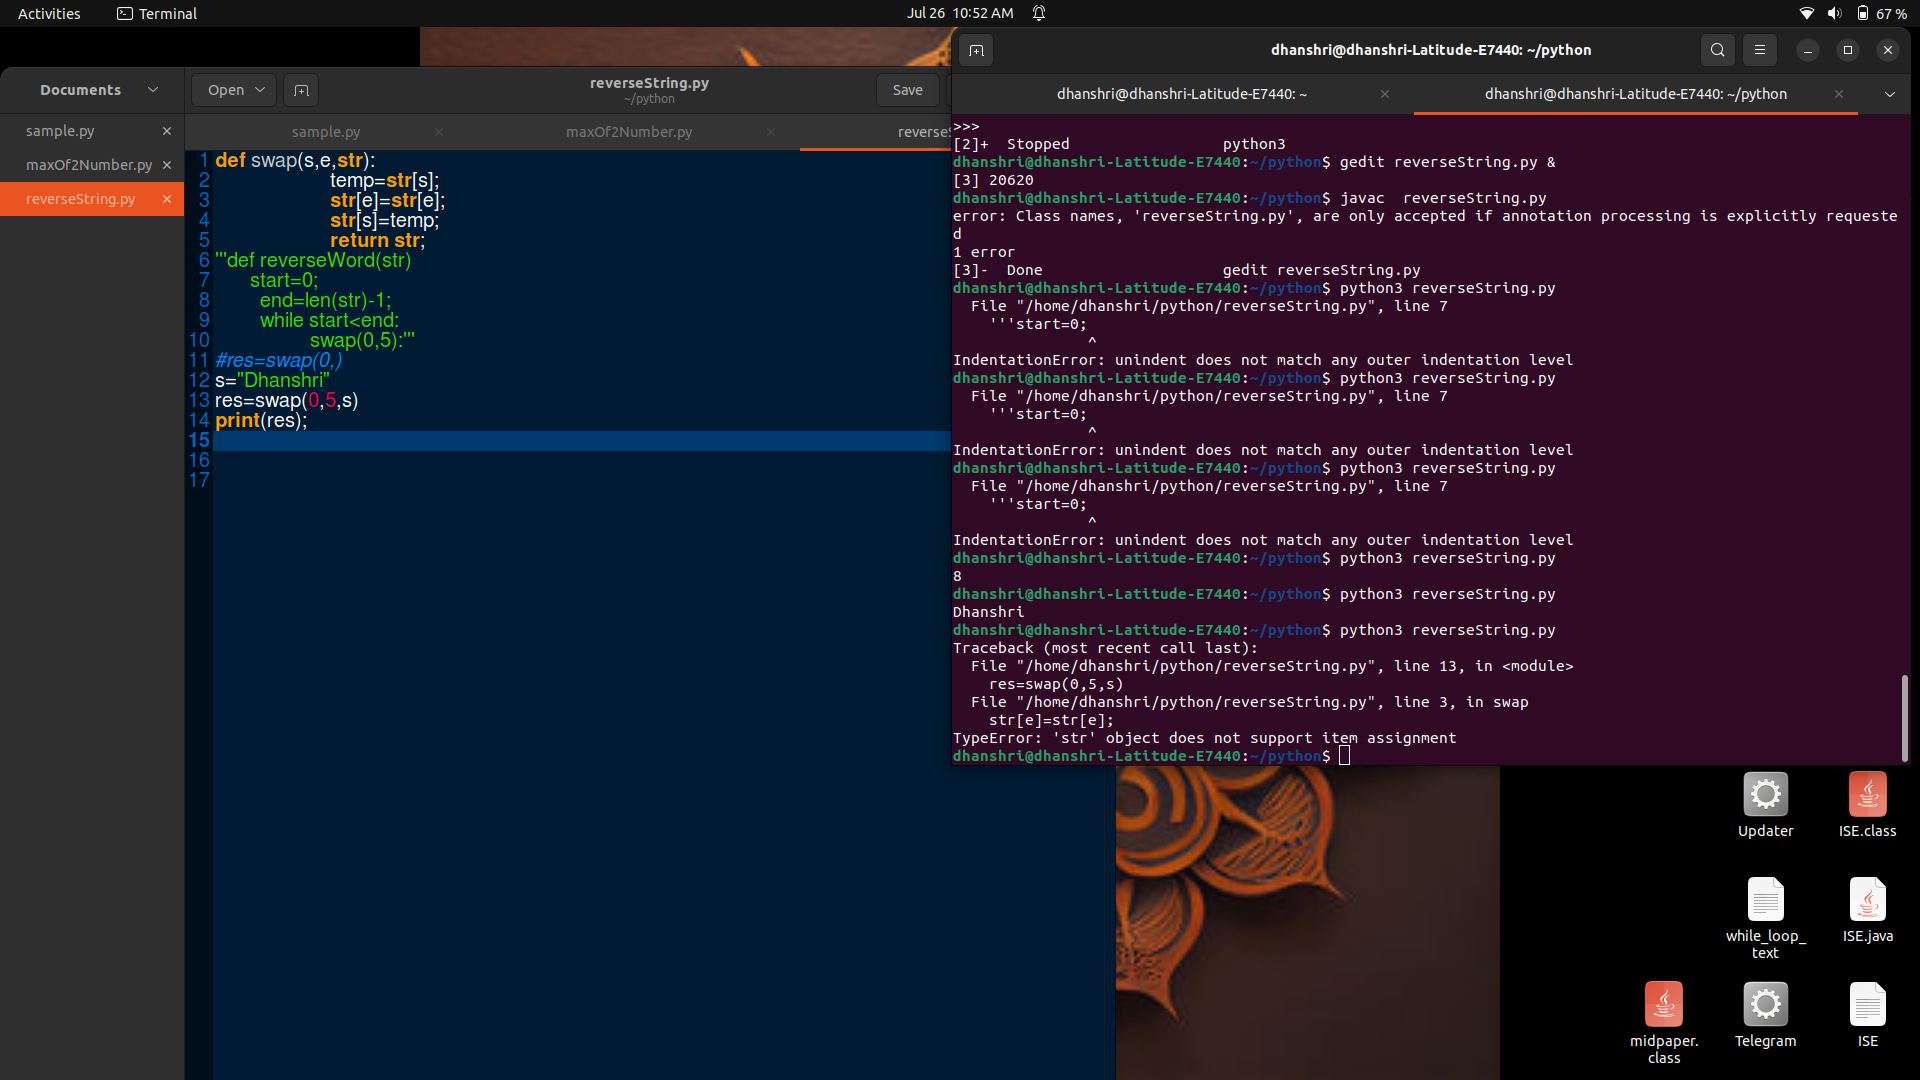 Activities
Terminal
Jul 26 10:52 AM
67 %
Documents
sample.py
maxOf2Number.py
reverseString.py
Open
reverseString.py
~/python
Save
sample.py
maxOf2Number.py
reverseS
1 def swap(s,e,str):
2 temp=str[s];
3 str[e]=str[e];
4 str[s]=temp;
5 return str;
6 '''def reverseWord(str)
7 start=0;
8 end=len(str)-1;
9 while start<end:
10 swap(0,5):'''
11 #res=swap(0,)
12 s="Dhanshri"
13 res=swap(0,5,s)
14 print(res);
15
16
17
dhanshri@dhanshri-Latitude-E7440: ~/python
dhanshri@dhanshri-Latitude-E7440: ~
dhanshri@dhanshri-Latitude-E7440: ~/python
>>>
[2]+  Stopped                 python3
dhanshri@dhanshri-Latitude-E7440:~/python$ gedit reverseString.py &
[3] 20620
dhanshri@dhanshri-Latitude-E7440:~/python$ javac  reverseString.py
error: Class names, 'reverseString.py', are only accepted if annotation processing is explicitly requeste
d
1 error
[3]-  Done                    gedit reverseString.py
dhanshri@dhanshri-Latitude-E7440:~/python$ python3 reverseString.py
  File "/home/dhanshri/python/reverseString.py", line 7
    '''start=0;
               ^
IndentationError: unindent does not match any outer indentation level
dhanshri@dhanshri-Latitude-E7440:~/python$ python3 reverseString.py
  File "/home/dhanshri/python/reverseString.py", line 7
    '''start=0;
               ^
IndentationError: unindent does not match any outer indentation level
dhanshri@dhanshri-Latitude-E7440:~/python$ python3 reverseString.py
  File "/home/dhanshri/python/reverseString.py", line 7
    '''start=0;
               ^
IndentationError: unindent does not match any outer indentation level
dhanshri@dhanshri-Latitude-E7440:~/python$ python3 reverseString.py
8
dhanshri@dhanshri-Latitude-E7440:~/python$ python3 reverseString.py
Dhanshri
dhanshri@dhanshri-Latitude-E7440:~/python$ python3 reverseString.py
Traceback (most recent call last):
  File "/home/dhanshri/python/reverseString.py", line 13, in <module>
    res=swap(0,5,s)
  File "/home/dhanshri/python/reverseString.py", line 3, in swap
    str[e]=str[e];
TypeError: 'str' object does not support item assignment
dhanshri@dhanshri-Latitude-E7440:~/python$
Updater
ISE.class
while_loop_
text
ISE.java
midpaper.
class
Telegram
ISE